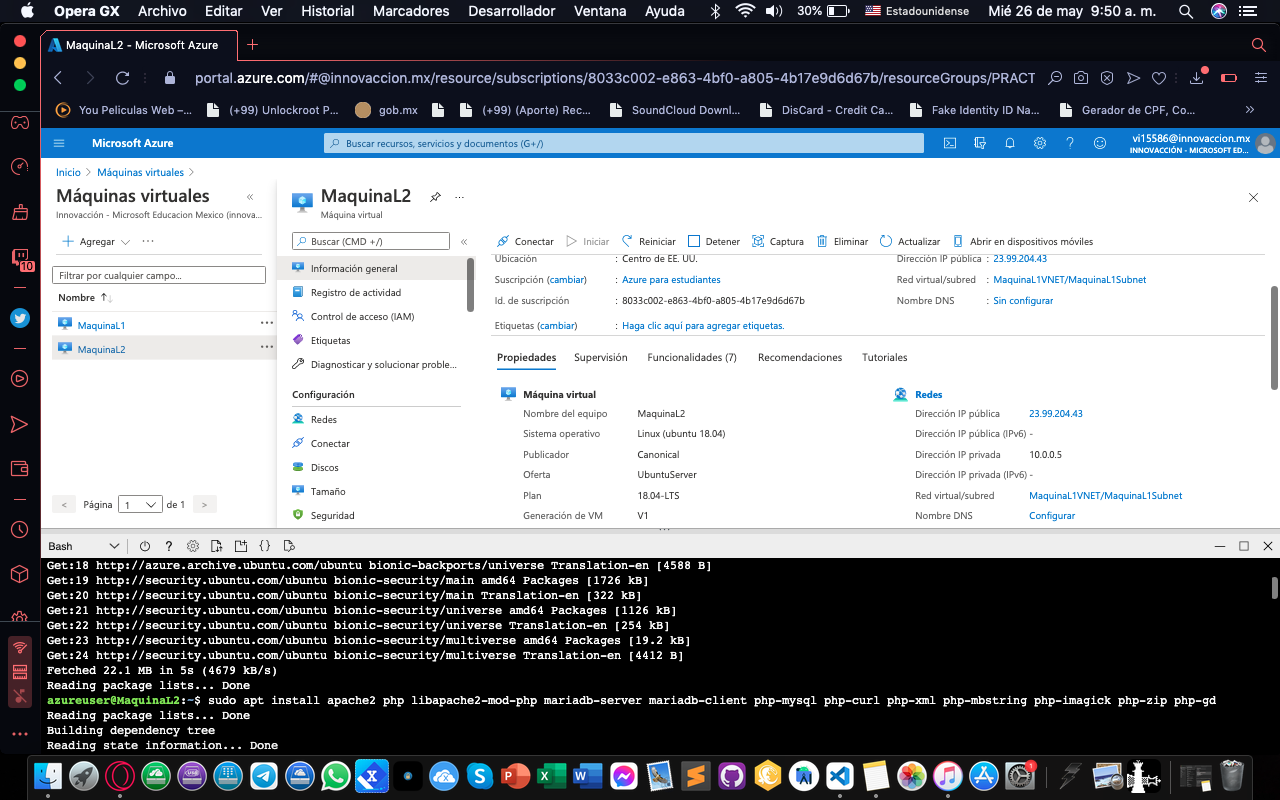 Opera GX Archivo Editar Ver Historial Marcadores Desarrollador Ventana Ayuda 30% Estadounidense Mié 26 de may 9:50 a. m.
MaquinaL2 - Microsoft Azure
portal.azure.com/#@innovaccion.mx/resource/subscriptions/8033c002-e863-4bf0-a805-4b17e9d6d67b/resourceGroups/PRACT
You Peliculas Web –... (+99) Unlockroot P... gob.mx (+99) (Aporte) Rec... SoundCloud Downl... DisCard - Credit Ca... Fake Identity ID Na... Gerador de CPF, Co... »
Microsoft Azure
Buscar recursos, servicios y documentos (G+/)
vi15586@innovaccion.mx
INNOVACCIÓN - MICROSOFT ED...
Inicio > Máquinas virtuales >
Máquinas virtuales «
Innovacción - Microsoft Educacion Mexico (innova...
+ Agregar ...
Filtrar por cualquier campo...
Nombre ↑↓
MaquinaL1 ...
MaquinaL2 ...
< Página 1 de 1 >
MaquinaL2 ...
Máquina virtual
Buscar (CMD +/) «
Información general
Registro de actividad
Control de acceso (IAM)
Etiquetas
Diagnosticar y solucionar proble...
Configuración
Redes
Conectar
Discos
Tamaño
Seguridad
Conectar Iniciar Reiniciar Detener Captura Eliminar Actualizar Abrir en dispositivos móviles
Ubicación : Centro de EE. UU.
Suscripción (cambiar) : Azure para estudiantes
Id. de suscripción : 8033c002-e863-4bf0-a805-4b17e9d6d67b
Etiquetas (cambiar) : Haga clic aquí para agregar etiquetas.
Dirección IP pública : 23.99.204.43
Red virtual/subred : MaquinaL1VNET/MaquinaL1Subnet
Nombre DNS : Sin configurar
Propiedades Supervisión Funcionalidades (7) Recomendaciones Tutoriales
Máquina virtual
Nombre del equipo MaquinaL2
Sistema operativo Linux (ubuntu 18.04)
Publicador Canonical
Oferta UbuntuServer
Plan 18.04-LTS
Generación de VM V1
Redes
Dirección IP pública 23.99.204.43
Dirección IP pública (IPv6) -
Dirección IP privada 10.0.0.5
Dirección IP privada (IPv6) -
Red virtual/subred MaquinaL1VNET/MaquinaL1Subnet
Nombre DNS Configurar
10
Bash ? {}
Get:18 http://azure.archive.ubuntu.com/ubuntu bionic-backports/universe Translation-en [4588 B]
Get:19 http://security.ubuntu.com/ubuntu bionic-security/main amd64 Packages [1726 kB]
Get:20 http://security.ubuntu.com/ubuntu bionic-security/main Translation-en [322 kB]
Get:21 http://security.ubuntu.com/ubuntu bionic-security/universe amd64 Packages [1126 kB]
Get:22 http://security.ubuntu.com/ubuntu bionic-security/universe Translation-en [254 kB]
Get:23 http://security.ubuntu.com/ubuntu bionic-security/multiverse amd64 Packages [19.2 kB]
Get:24 http://security.ubuntu.com/ubuntu bionic-security/multiverse Translation-en [4412 B]
Fetched 22.1 MB in 5s (4679 kB/s)
Reading package lists... Done
azureuser@MaquinaL2:~$ sudo apt install apache2 php libapache2-mod-php mariadb-server mariadb-client php-mysql php-curl php-xml php-mbstring php-imagick php-zip php-gd
Reading package lists... Done
Building dependency tree
Reading state information... Done